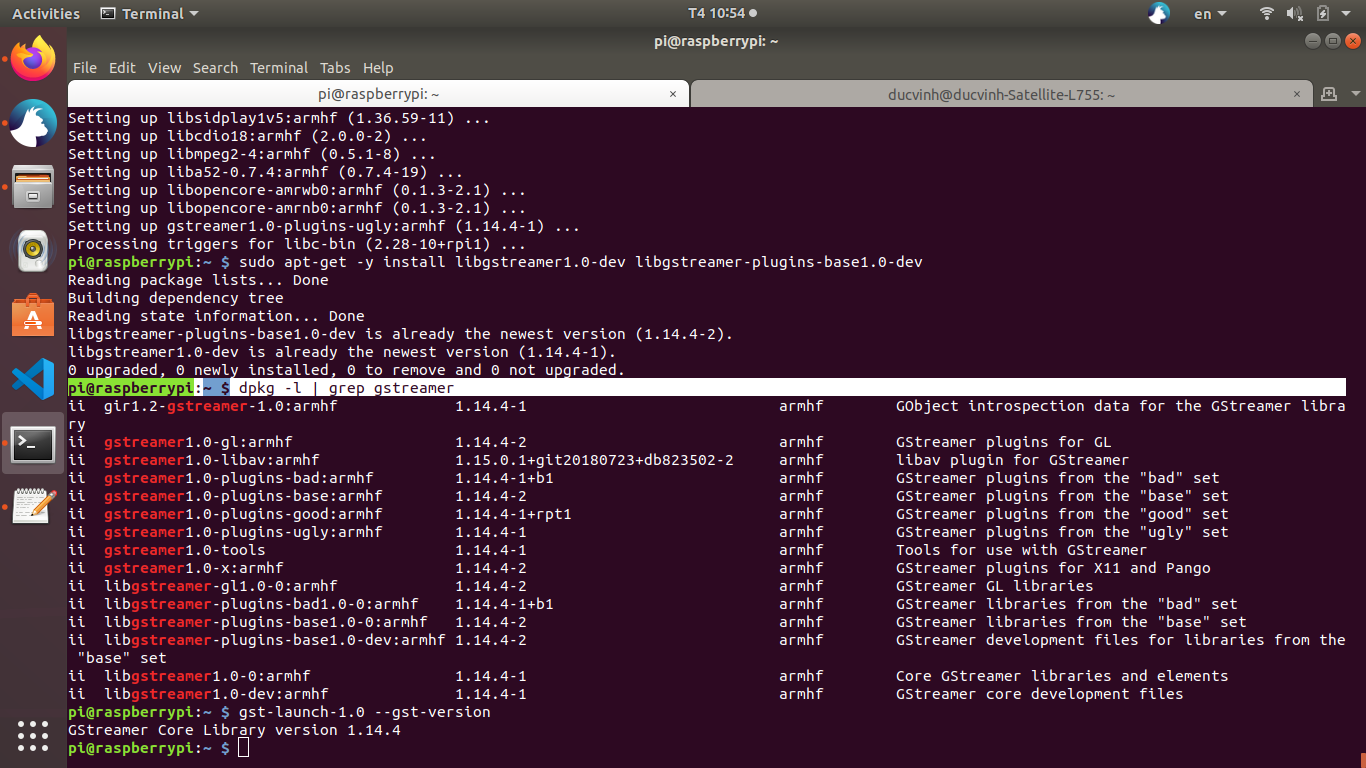 Activities Terminal T4 10:54 en
pi@raspberrypi: ~
File Edit View Search Terminal Tabs Help
pi@raspberrypi: ~ × ducvinh@ducvinh-Satellite-L755: ~ ×
Setting up libsidplay1v5:armhf (1.36.59-11) ...
Setting up libcdio18:armhf (2.0.0-2) ...
Setting up libmpeg2-4:armhf (0.5.1-8) ...
Setting up liba52-0.7.4:armhf (0.7.4-19) ...
Setting up libopencore-amrwb0:armhf (0.1.3-2.1) ...
Setting up libopencore-amrnb0:armhf (0.1.3-2.1) ...
Setting up gstreamer1.0-plugins-ugly:armhf (1.14.4-1) ...
Processing triggers for libc-bin (2.28-10+rpi1) ...
pi@raspberrypi:~ $ sudo apt-get -y install libgstreamer1.0-dev libgstreamer-plugins-base1.0-dev
Reading package lists... Done
Building dependency tree
Reading state information... Done
libgstreamer-plugins-base1.0-dev is already the newest version (1.14.4-2).
libgstreamer1.0-dev is already the newest version (1.14.4-1).
0 upgraded, 0 newly installed, 0 to remove and 0 not upgraded.
pi@raspberrypi:~ $ dpkg -l | grep gstreamer
ii  gir1.2-gstreamer-1.0:armhf             1.14.4-1                            armhf        GObject introspection data for the GStreamer libra
ry
ii  gstreamer1.0-gl:armhf                  1.14.4-2                            armhf        GStreamer plugins for GL
ii  gstreamer1.0-libav:armhf               1.15.0.1+git20180723+db823502-2     armhf        libav plugin for GStreamer
ii  gstreamer1.0-plugins-bad:armhf         1.14.4-1+b1                         armhf        GStreamer plugins from the "bad" set
ii  gstreamer1.0-plugins-base:armhf        1.14.4-2                            armhf        GStreamer plugins from the "base" set
ii  gstreamer1.0-plugins-good:armhf        1.14.4-1+rpt1                       armhf        GStreamer plugins from the "good" set
ii  gstreamer1.0-plugins-ugly:armhf        1.14.4-1                            armhf        GStreamer plugins from the "ugly" set
ii  gstreamer1.0-tools                     1.14.4-1                            armhf        Tools for use with GStreamer
ii  gstreamer1.0-x:armhf                   1.14.4-2                            armhf        GStreamer plugins for X11 and Pango
ii  libgstreamer-gl1.0-0:armhf             1.14.4-2                            armhf        GStreamer GL libraries
ii  libgstreamer-plugins-bad1.0-0:armhf    1.14.4-1+b1                         armhf        GStreamer libraries from the "bad" set
ii  libgstreamer-plugins-base1.0-0:armhf   1.14.4-2                            armhf        GStreamer libraries from the "base" set
ii  libgstreamer-plugins-base1.0-dev:armhf 1.14.4-2                            armhf        GStreamer development files for libraries from the
 "base" set
ii  libgstreamer1.0-0:armhf                1.14.4-1                            armhf        Core GStreamer libraries and elements
ii  libgstreamer1.0-dev:armhf              1.14.4-1                            armhf        GStreamer core development files
pi@raspberrypi:~ $ gst-launch-1.0 --gst-version
GStreamer Core Library version 1.14.4
pi@raspberrypi:~ $